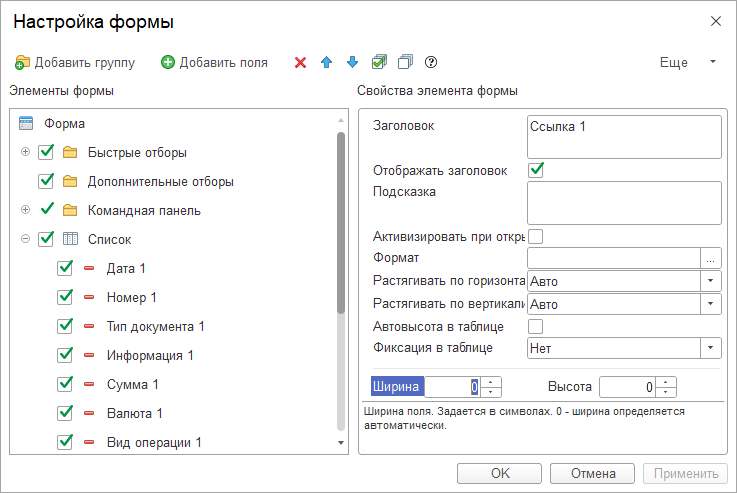 Настройка формы
Добавить группу
Добавить поля
Еще
Элементы формы
Форма
Быстрые отборы
Дополнительные отборы
Командная панель
Список
Дата 1
Номер 1
Тип документа 1
Информация 1
Сумма 1
Валюта 1
Вид операции 1
Свойства элемента формы
Заголовок Ссылка 1
Отображать заголовок
Подсказка
Активизировать при откры
Формат ...
Растягивать по горизонта Авто
Растягивать по вертикали Авто
Автовысота в таблице
Фиксация в таблице Нет
Ширина 0 Высота 0
Ширина поля. Задается в символах. 0 - ширина определяется
автоматически.
OK Отмена Применить